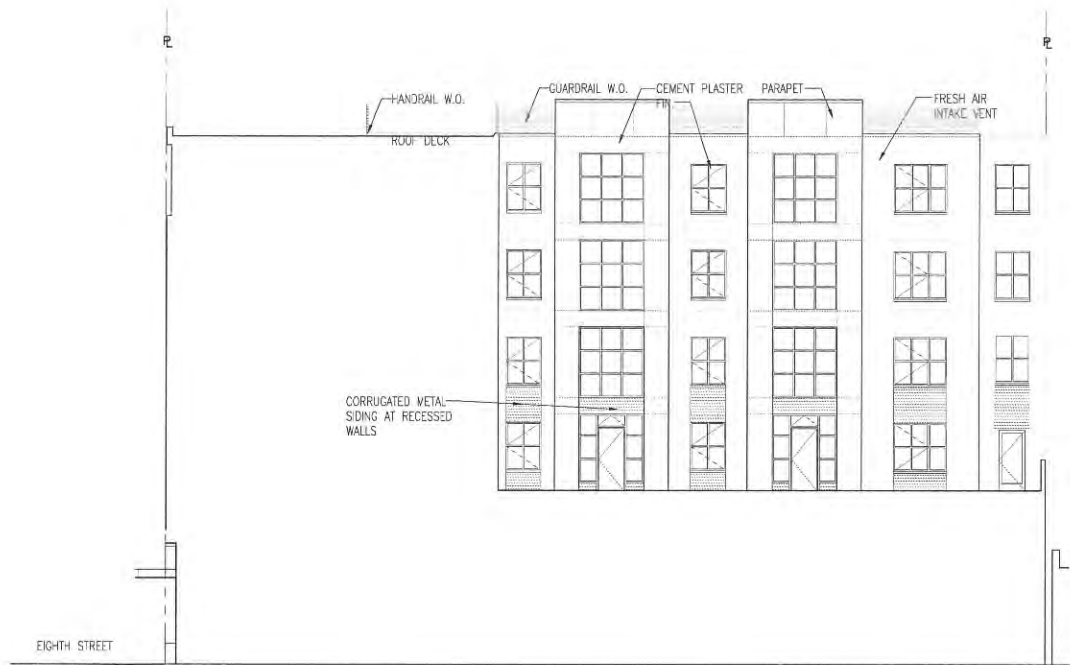 PL
PL
HANDRAIL W.O.
ROOF DECK
GUARDRAIL W.O.
CEMENT PLASTER
FIN
PARAPET
FRESH AIR
INTAKE VENT
CORRUGATED METAL
SIDING AT RECESSED
WALLS
EIGHTH STREET